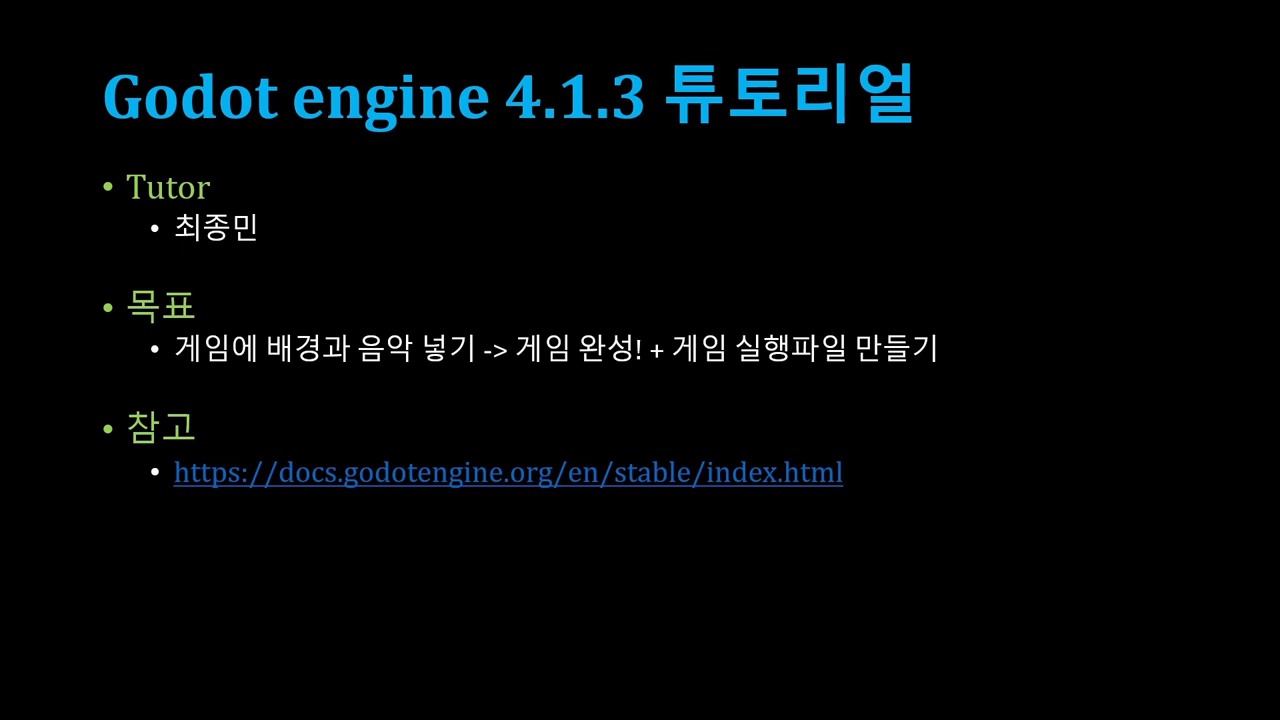 Godot engine 4.1.3 튜토리얼
• Tutor
• 최종민
• 목표
• 게임에 배경과 음악 넣기 -> 게임 완성! + 게임 실행파일 만들기
• 참고
• https://docs.godotengine.org/en/stable/index.html